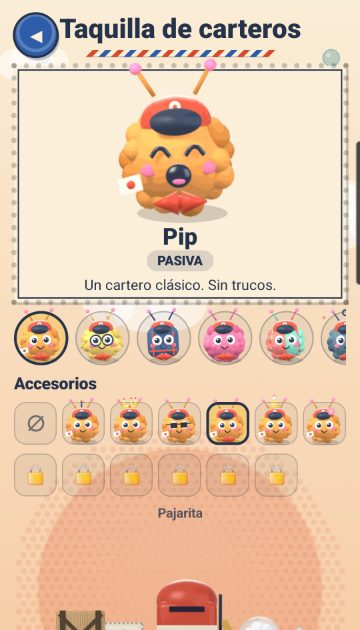 Taquilla de carteros
Pip
PASIVA
Un cartero clásico. Sin trucos.
Accesorios
Pajarita